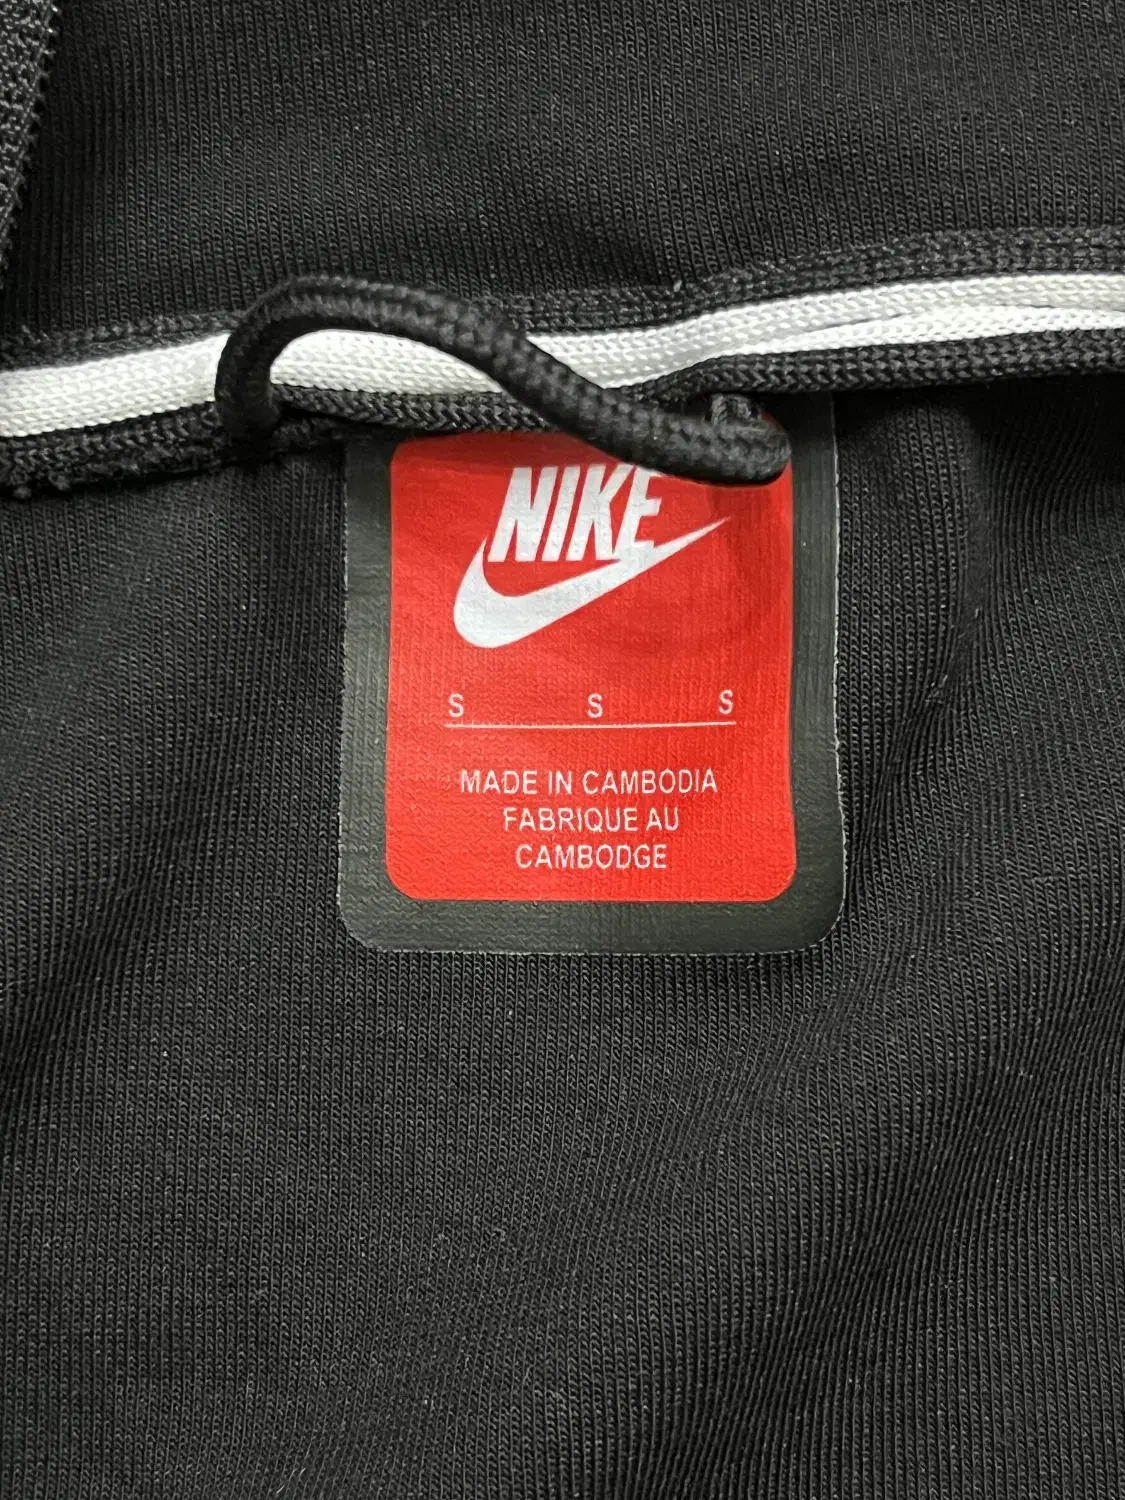 NIKE
S S S
MADE IN CAMBODIA
FABRIQUE AU
CAMBODGE